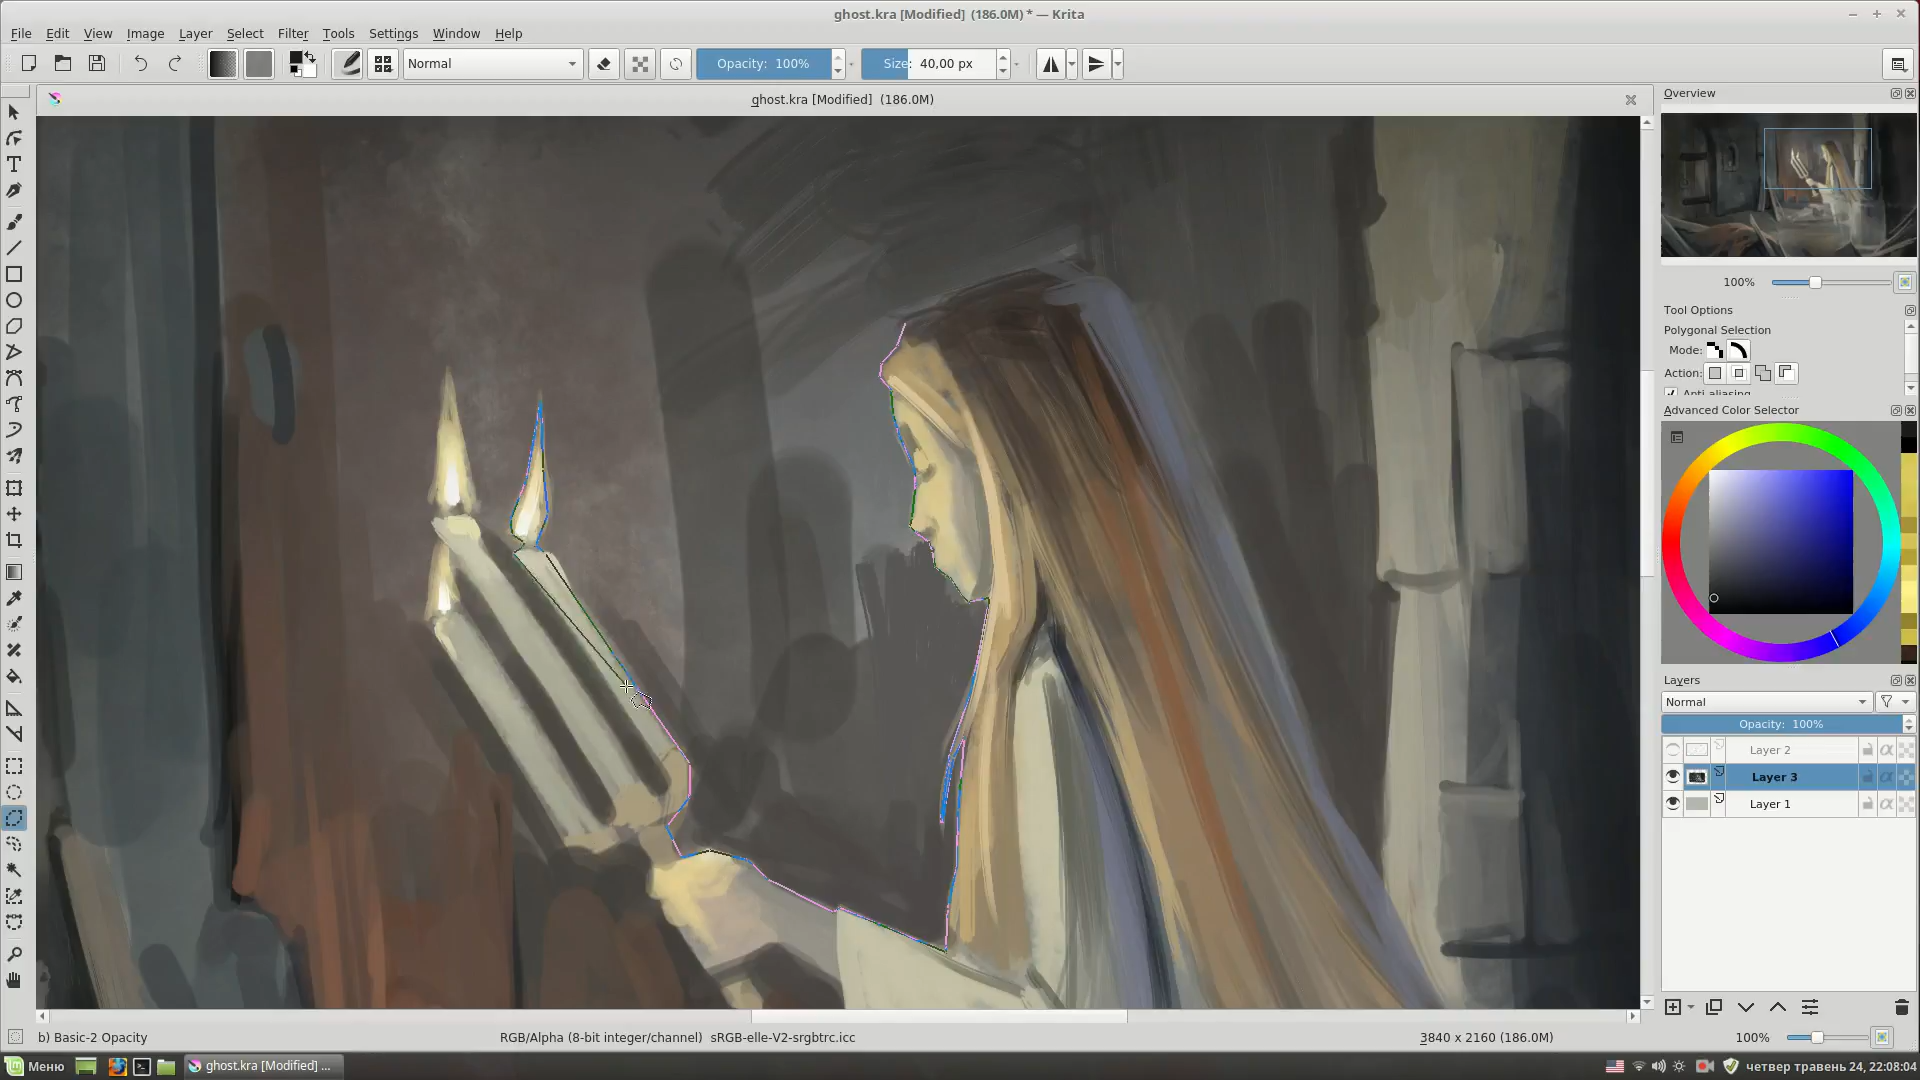 ghost.kra [Modified] (186.0M) * — Krita
File Edit View Image Layer Select Filter Tools Settings Window Help
Normal
Opacity: 100%
Size: 40,00 px
ghost.kra [Modified] (186.0M)
Overview
100%
Tool Options
Polygonal Selection
Mode:
Action:
Anti-aliasing
Advanced Color Selector
Layers
Normal
Opacity: 100%
Layer 2
Layer 3
Layer 1
b) Basic-2 Opacity
RGB/Alpha (8-bit integer/channel) sRGB-elle-V2-srgbtrc.icc
3840 x 2160 (186.0M)
100%
Меню
ghost.kra [Modified] ...
четвер травень 24, 22:08:04